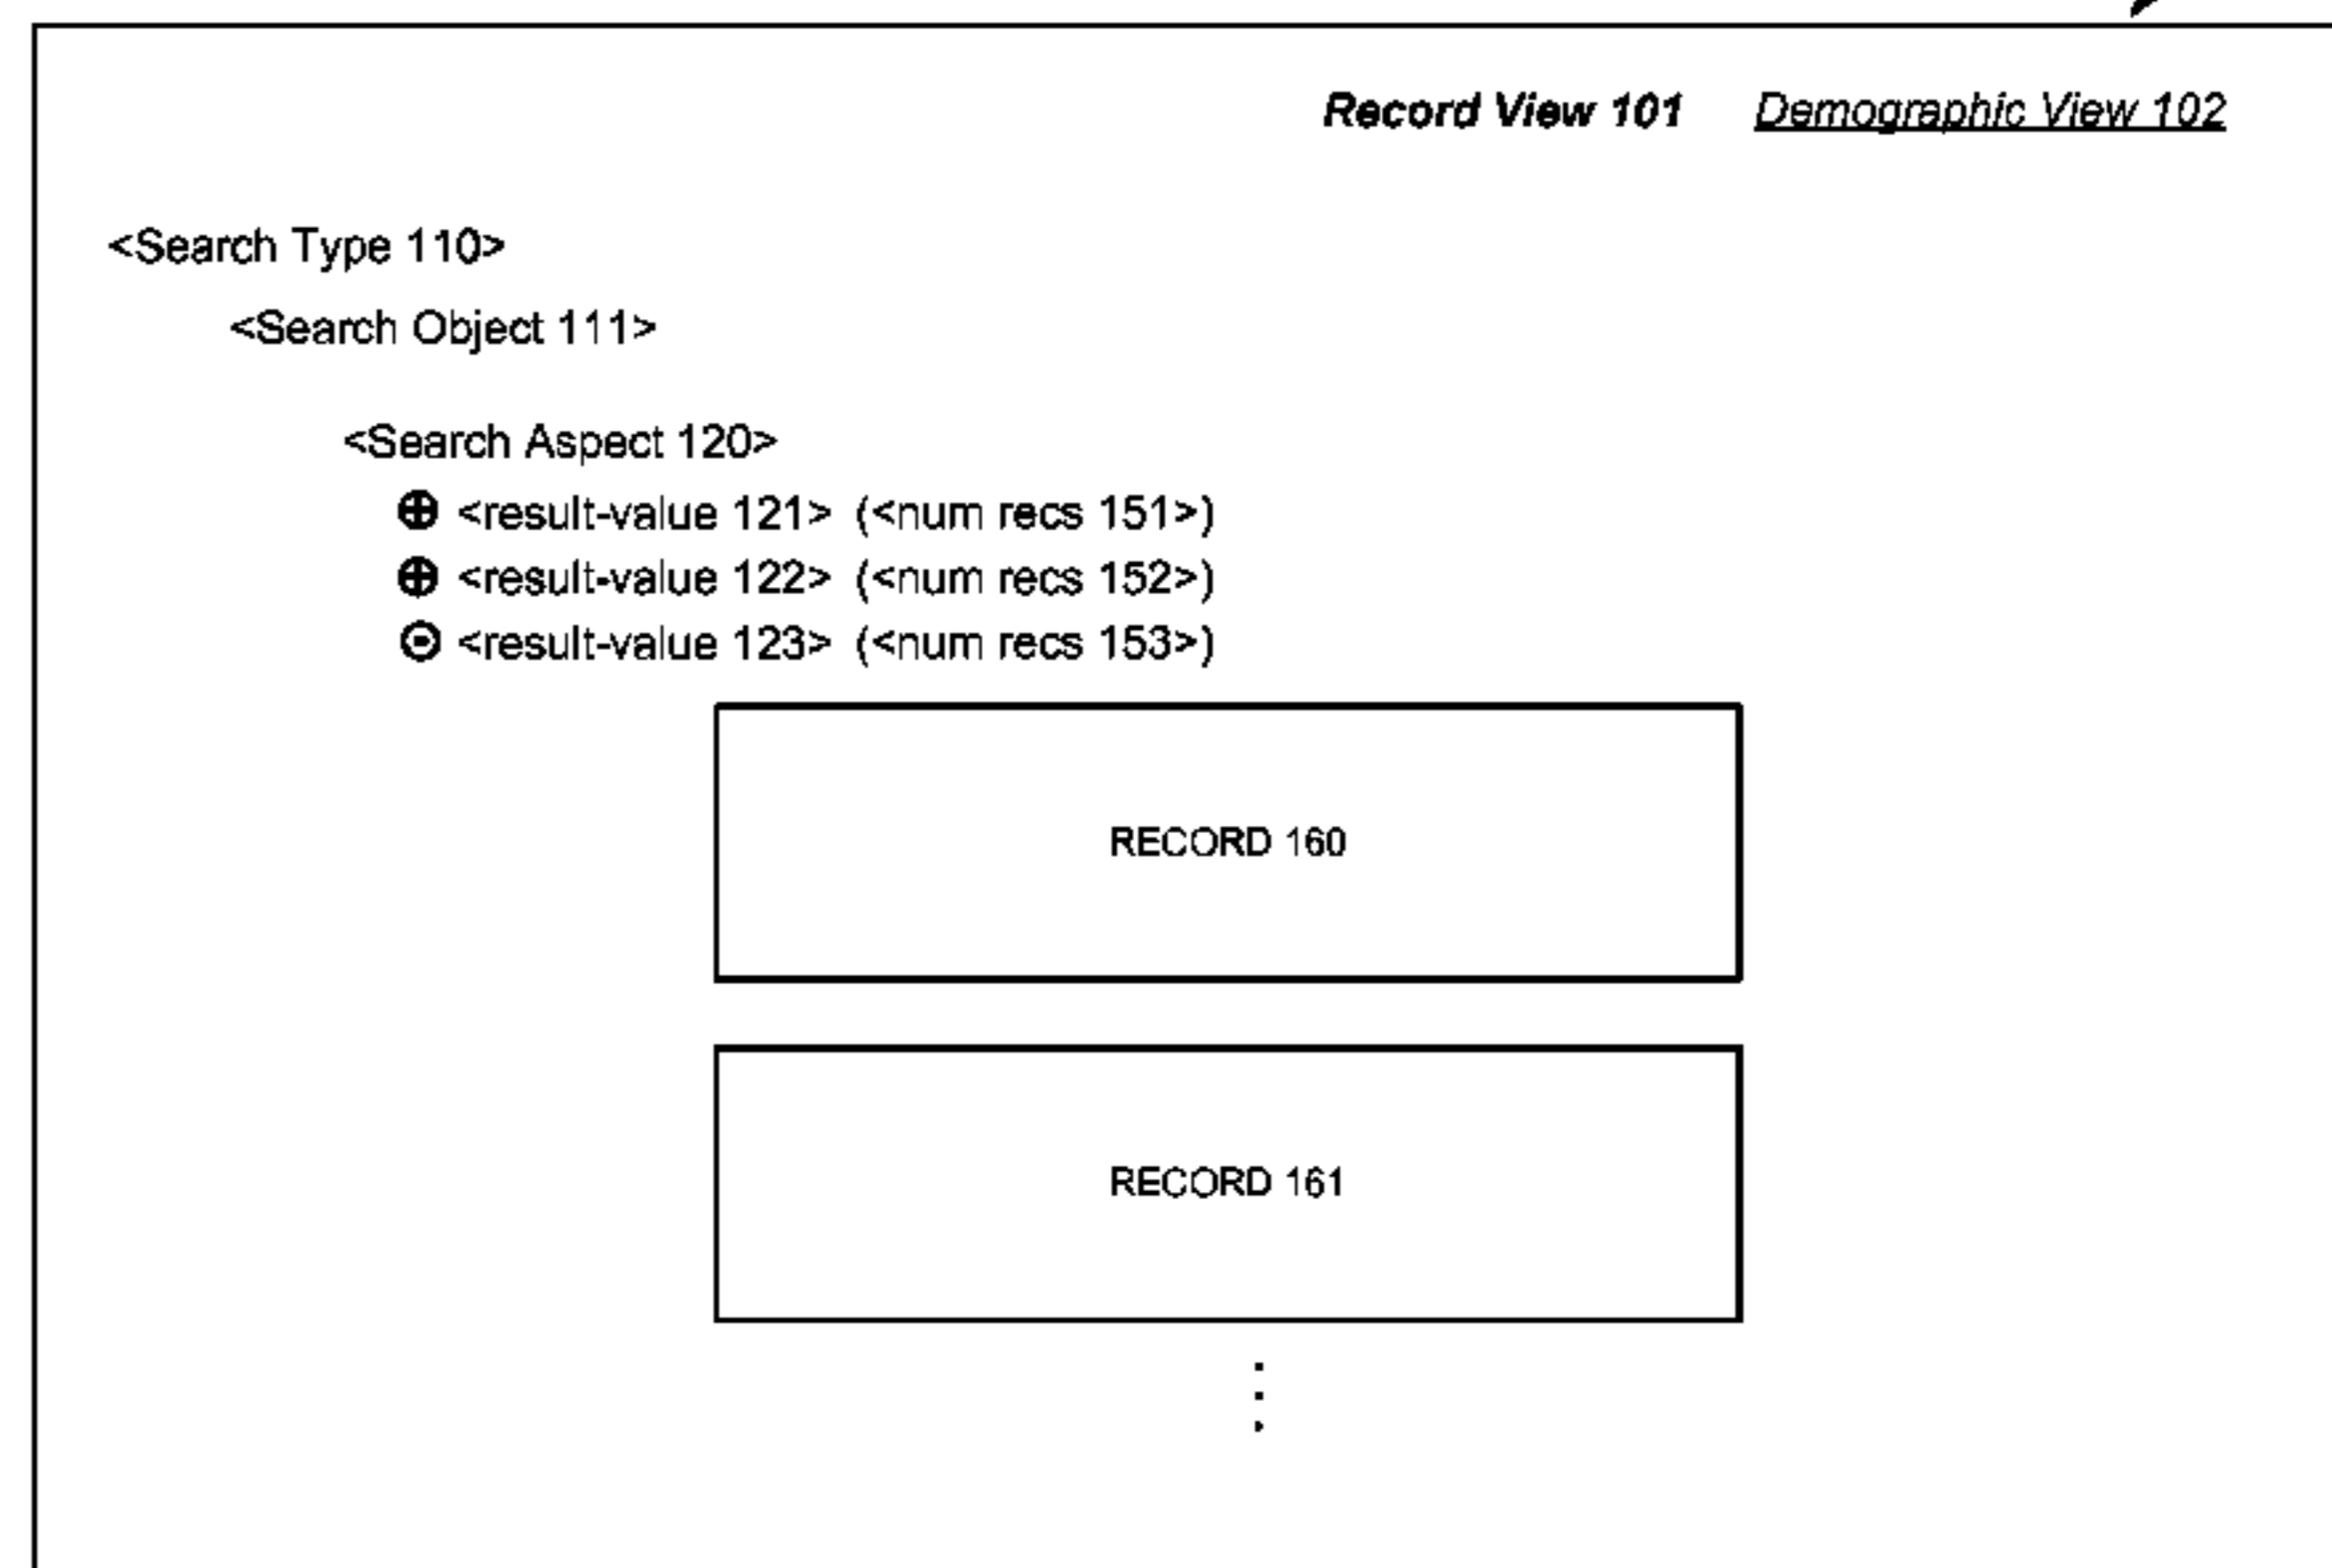 Record View 101 Demographic View 102
<Search Type 110>
<Search Object 111>
<Search Aspect 120>
<result-value 121> (<num recs 151>)
<result-value 122> (<num recs 152>)
<result-value 123> (<num recs 153>)
RECORD 160
RECORD 161